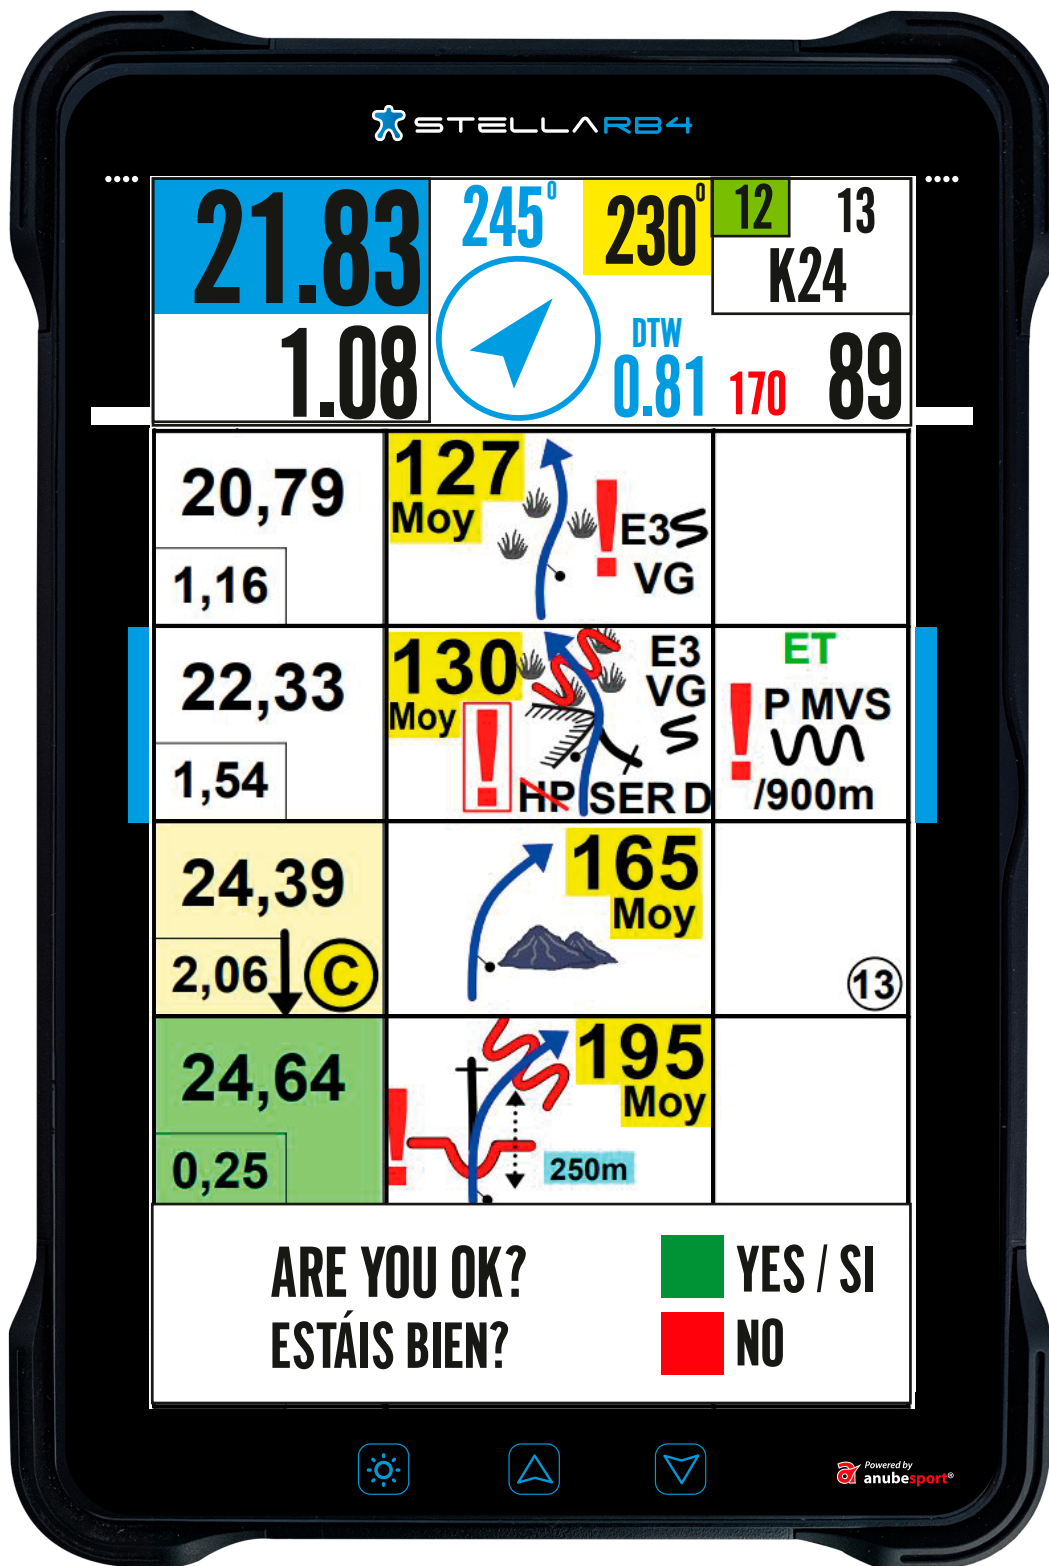 STELLARB4
21.83
245°
230°
12
13
K24
1.08
DTW
0.81
170
89
20,79
1,16
127
Moy
! E3S
VG
22,33
1,54
130
Moy
E3
VG
S
! HP SER D
ET
! P MVS
/900m
24,39
2,06
C
165
Moy
13
24,64
0,25
!
195
Moy
250m
ARE YOU OK?
YES / SI
ESTÁIS BIEN?
NO
Powered by
anubesport®